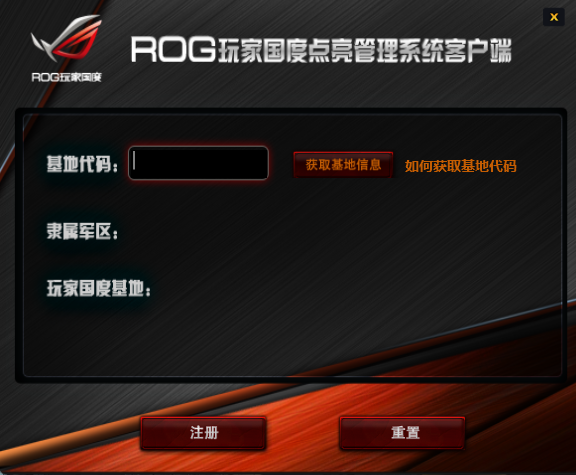 x
ROG玩家国度点亮管理系统客户端
ROG玩家国度
基地代码： 获取基地信息 如何获取基地代码
隶属军区：
玩家国度基地：
注册 重置